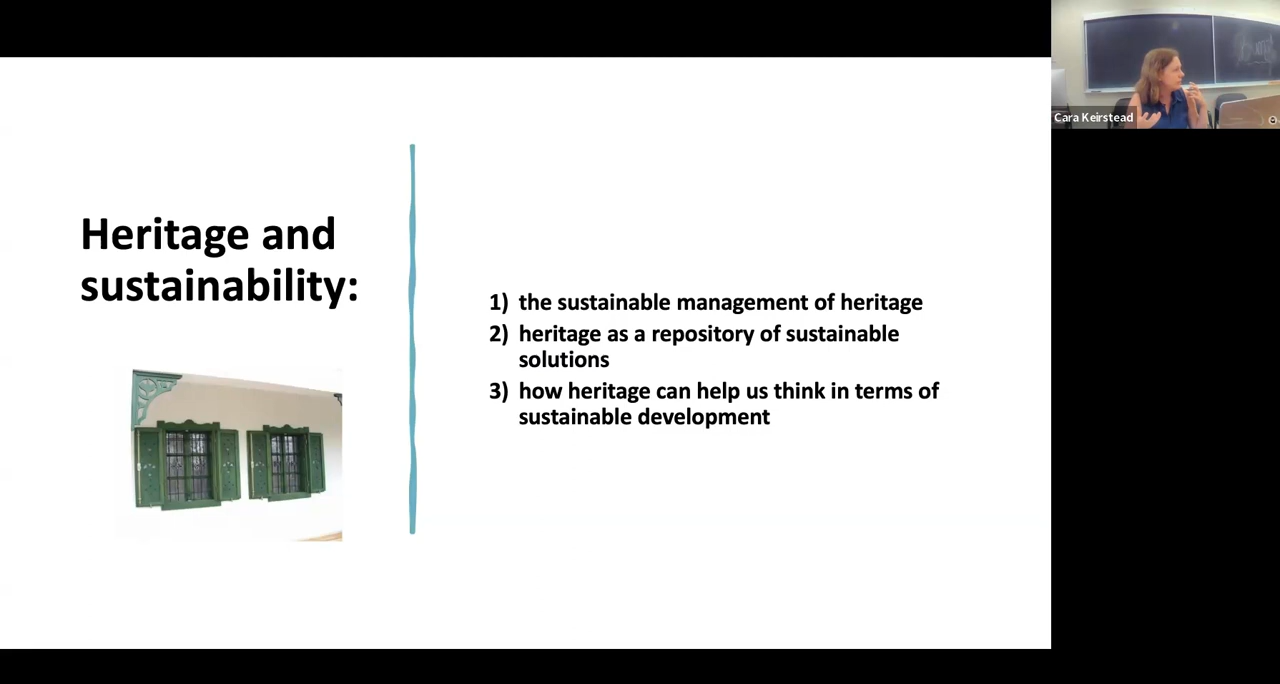 Heritage and
sustainability:
1) the sustainable management of heritage
2) heritage as a repository of sustainable
solutions
3) how heritage can help us think in terms of
sustainable development
Cara Keirstead